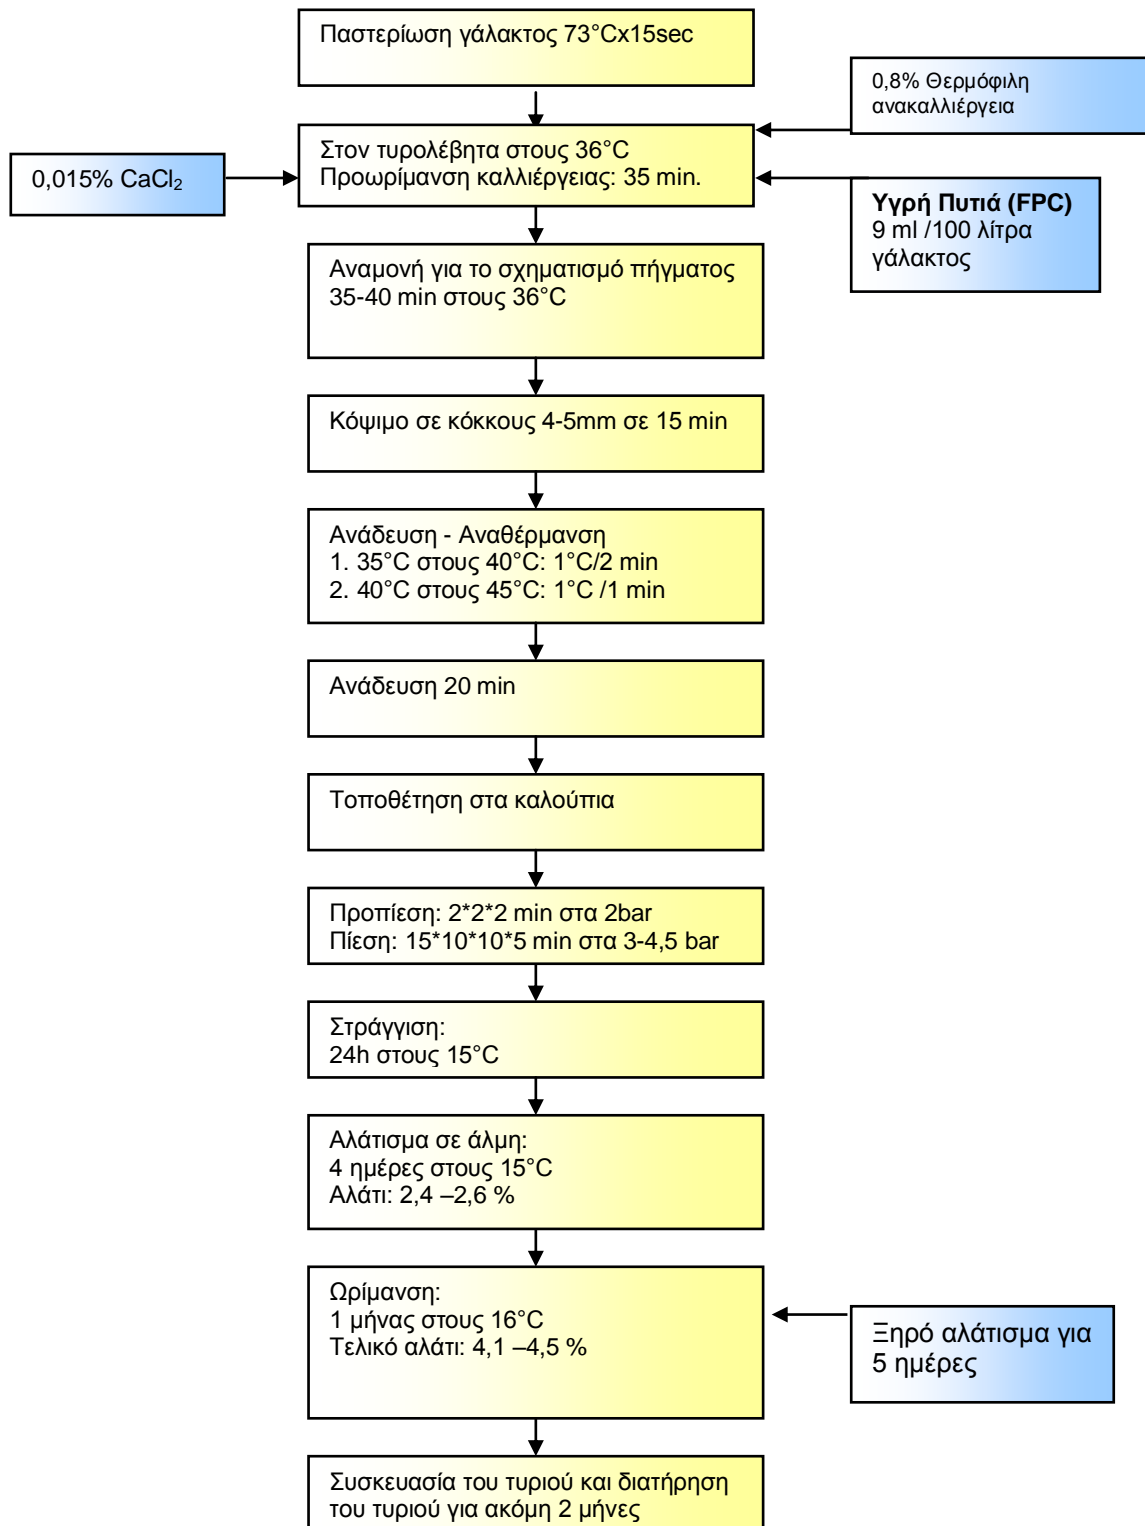 Παστερίωση γάλακτος 73°Cx15sec
0,8% Θερμόφιλη
ανακαλλιέργεια
Στον τυρολέβητα στους 36°C
Προωρίμανση καλλιέργειας: 35 min.
0,015% CaCl₂
Υγρή Πυτιά (FPC)
9 ml /100 λίτρα
γάλακτος
Αναμονή για το σχηματισμό πήγματος
35-40 min στους 36°C
Κόψιμο σε κόκκους 4-5mm σε 15 min
Ανάδευση - Αναθέρμανση
1. 35°C στους 40°C: 1°C/2 min
2. 40°C στους 45°C: 1°C /1 min
Ανάδευση 20 min
Τοποθέτηση στα καλούπια
Προπίεση: 2*2*2 min στα 2bar
Πίεση: 15*10*10*5 min στα 3-4,5 bar
Στράγγιση:
24h στους 15°C
Αλάτισμα σε άλμη:
4 ημέρες στους 15°C
Αλάτι: 2,4 –2,6 %
Ωρίμανση:
1 μήνας στους 16°C
Τελικό αλάτι: 4,1 –4,5 %
Ξηρό αλάτισμα για
5 ημέρες
Συσκευασία του τυριού και διατήρηση
του τυριού για ακόμη 2 μήνες